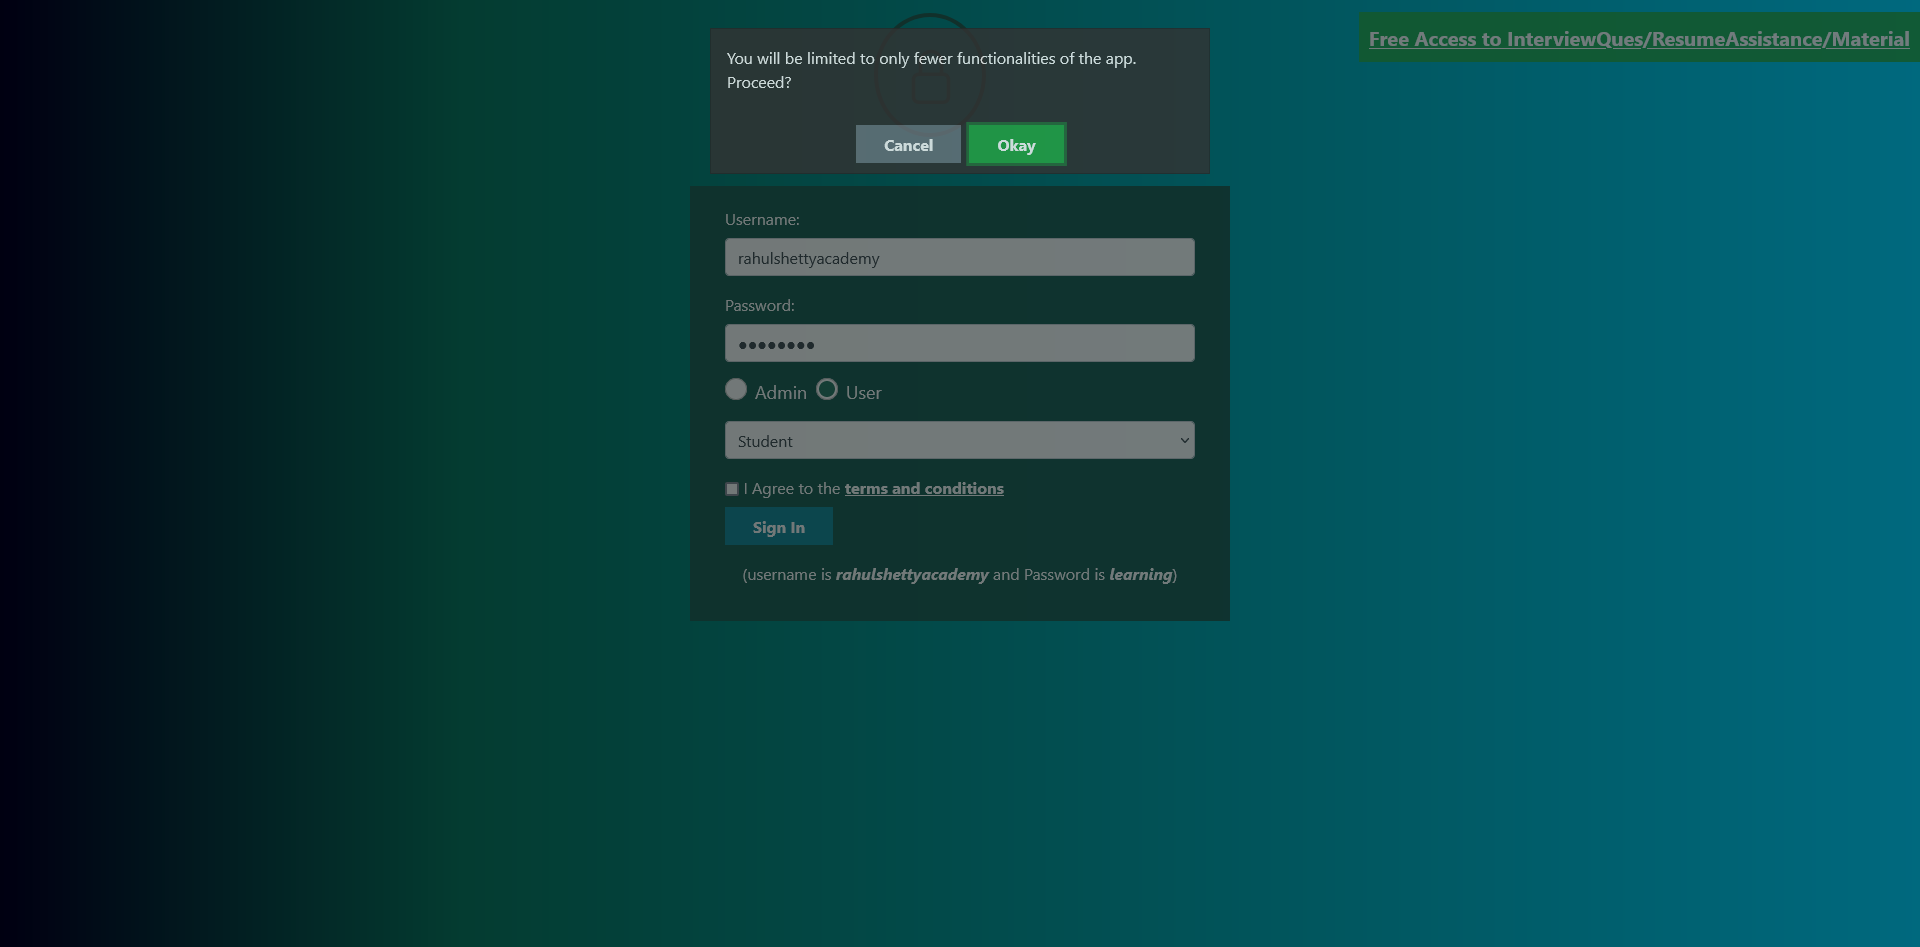 Free Access to InterviewQues/ResumeAssistance/Material
You will be limited to only fewer functionalities of the app.
Proceed?
Cancel Okay
Username:
rahulshettyacademy
Password:
••••••••
Admin User
Student
I Agree to the terms and conditions
Sign In
(username is rahulshettyacademy and Password is learning)